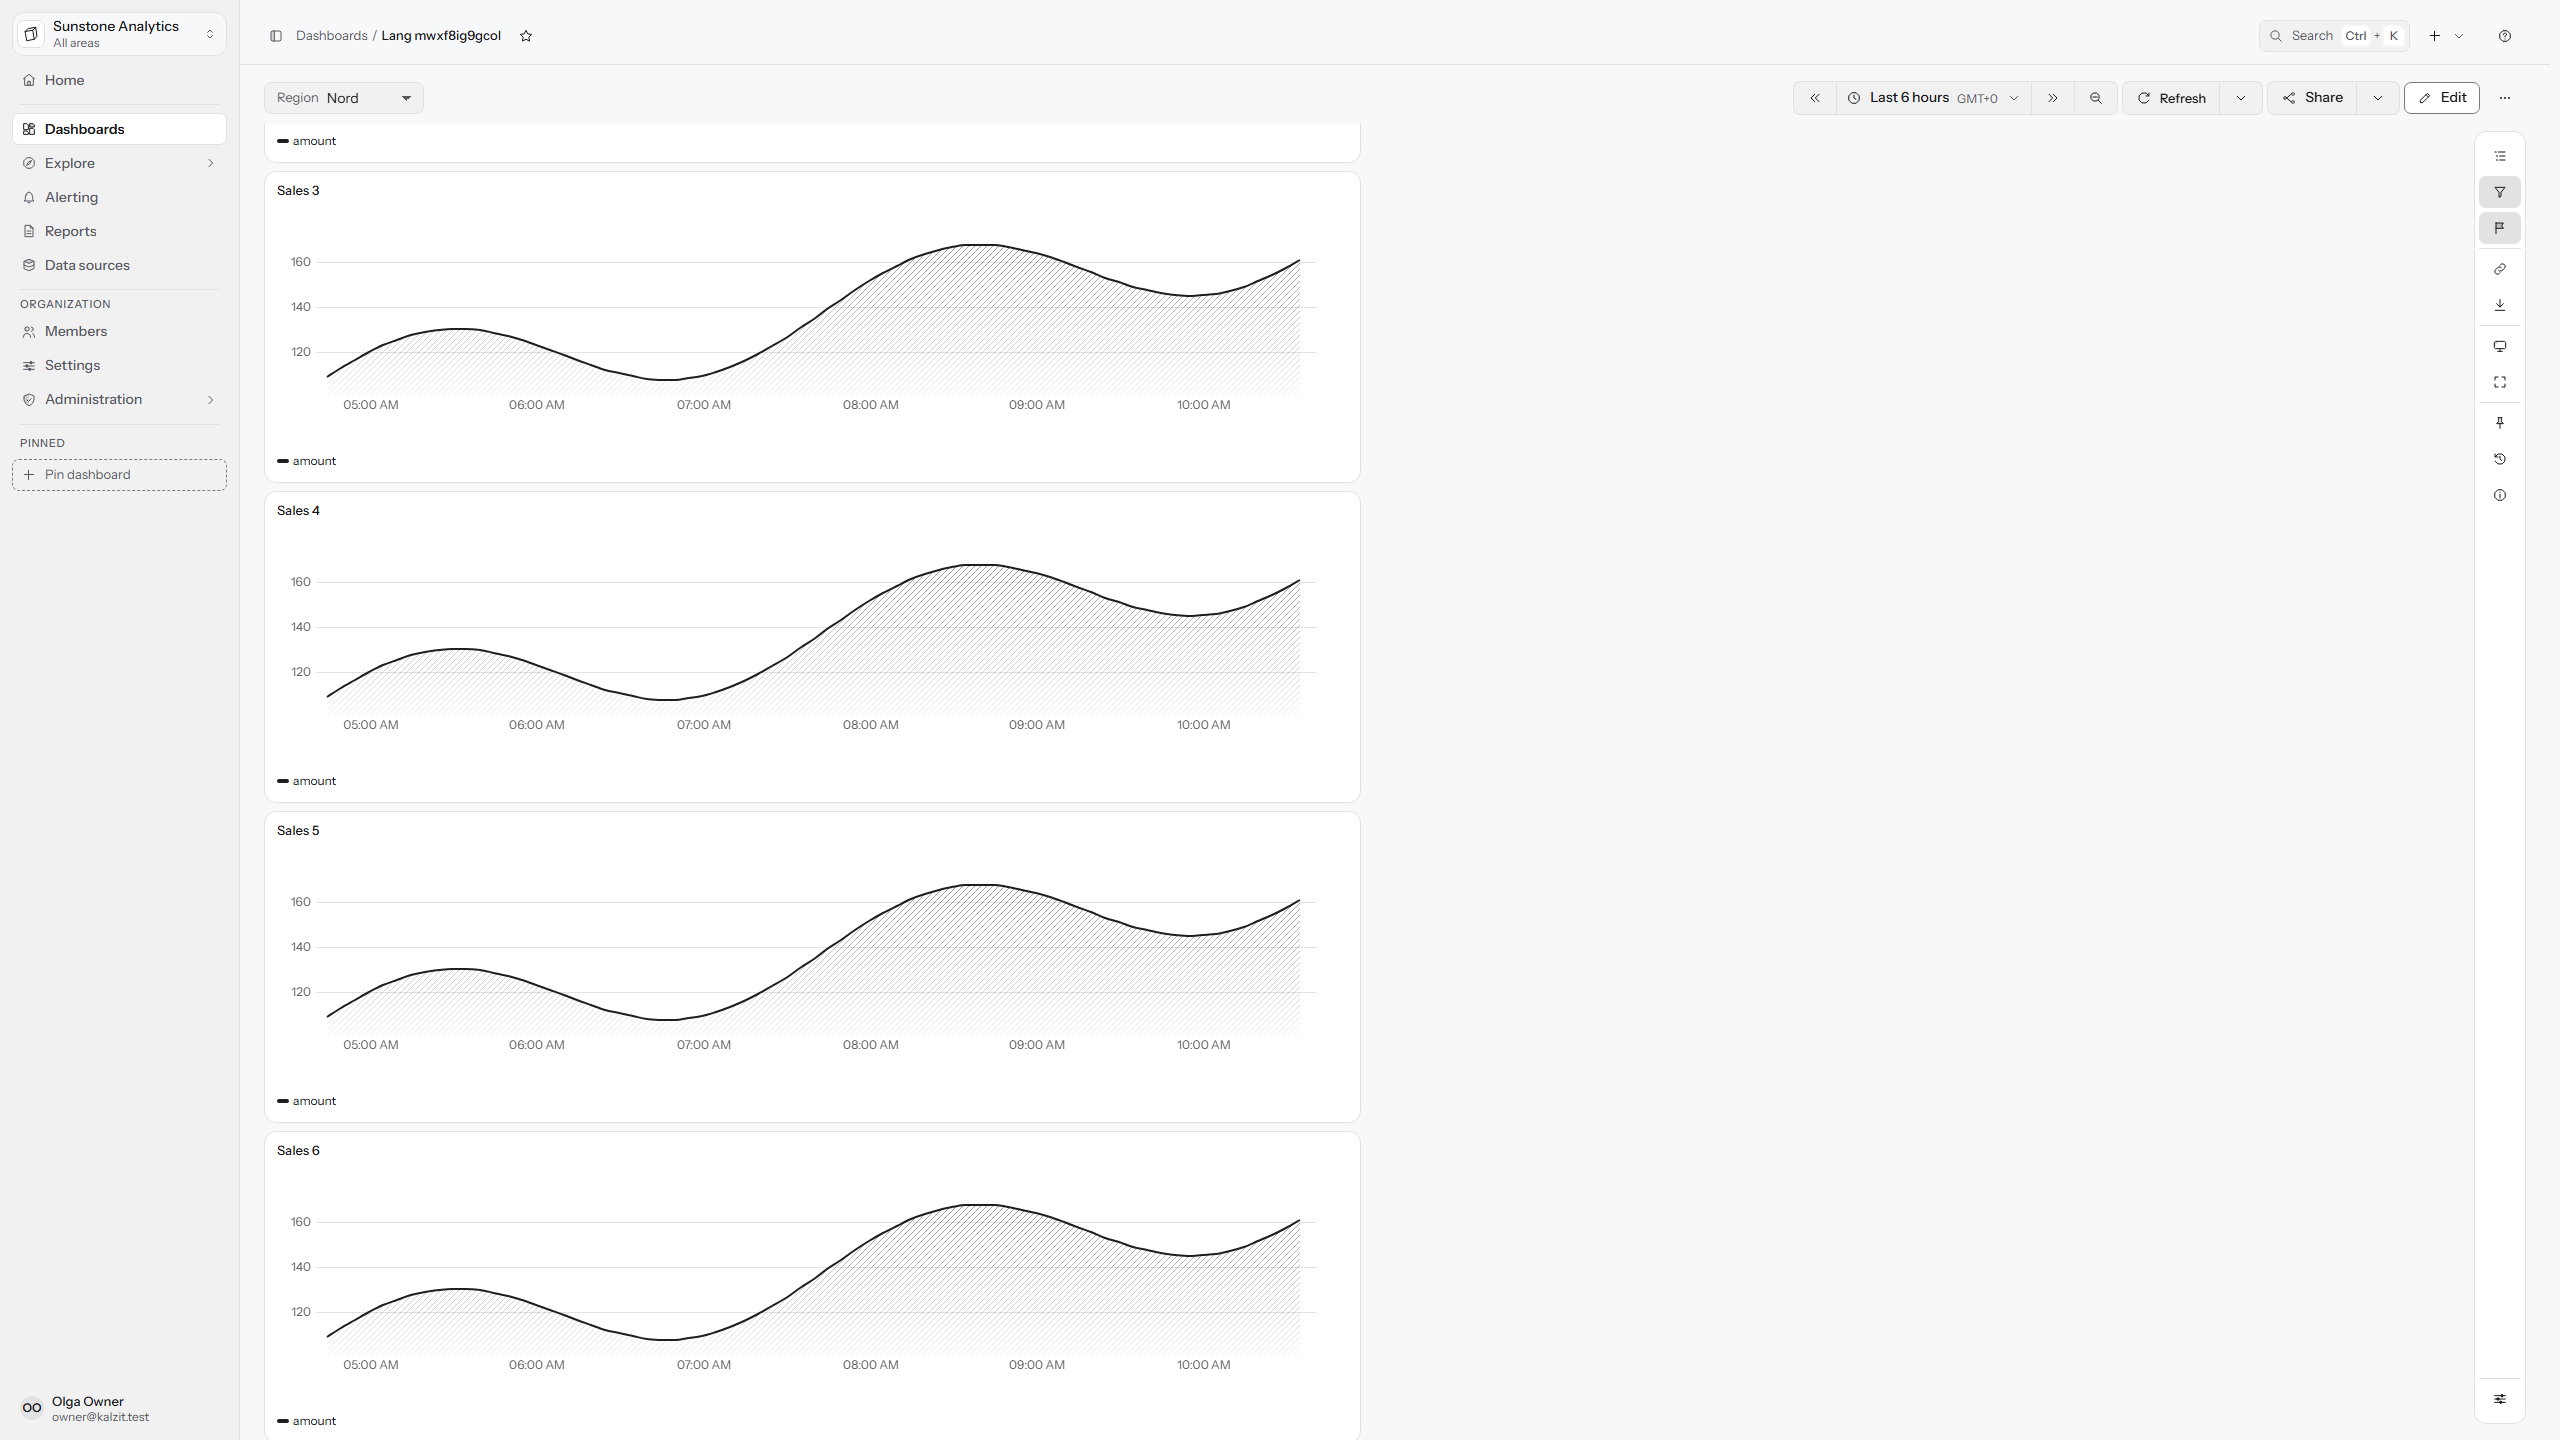 Sunstone Analytics
All areas
Home
Dashboards
Explore
Alerting
Reports
Data sources
ORGANIZATION
Members
Settings
Administration
PINNED
Pin dashboard
OO
Olga Owner
owner@kalzit.test
Dashboards / Lang mwxf8ig9gcol
Search Ctrl + K
Region Nord
Last 6 hours GMT+0
Refresh
Share
Edit
amount
Sales 3
160
140
120
05:00 AM 06:00 AM 07:00 AM 08:00 AM 09:00 AM 10:00 AM
amount
Sales 4
160
140
120
05:00 AM 06:00 AM 07:00 AM 08:00 AM 09:00 AM 10:00 AM
amount
Sales 5
160
140
120
05:00 AM 06:00 AM 07:00 AM 08:00 AM 09:00 AM 10:00 AM
amount
Sales 6
160
140
120
05:00 AM 06:00 AM 07:00 AM 08:00 AM 09:00 AM 10:00 AM
amount